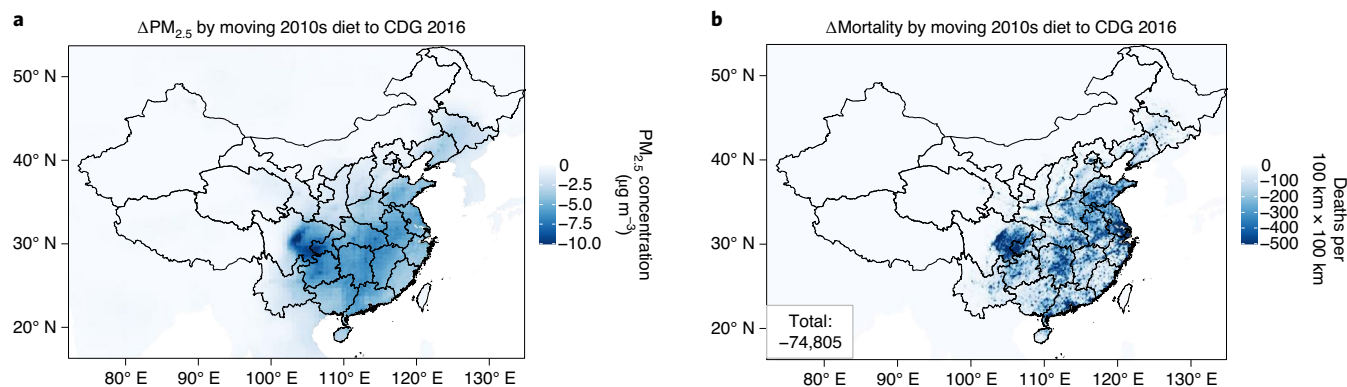 a
ΔPM2.5 by moving 2010s diet to CDG 2016
50° N
40° N
30° N
20° N
80° E 90° E 100° E 110° E 120° E 130° E
0
−2.5
−5.0
−7.5
−10.0
PM2.5 concentration
(μg m−3)
b
ΔMortality by moving 2010s diet to CDG 2016
50° N
40° N
30° N
20° N
80° E 90° E 100° E 110° E 120° E 130° E
Total:
−74,805
0
−100
−200
−300
−400
−500
Deaths per
100 km × 100 km